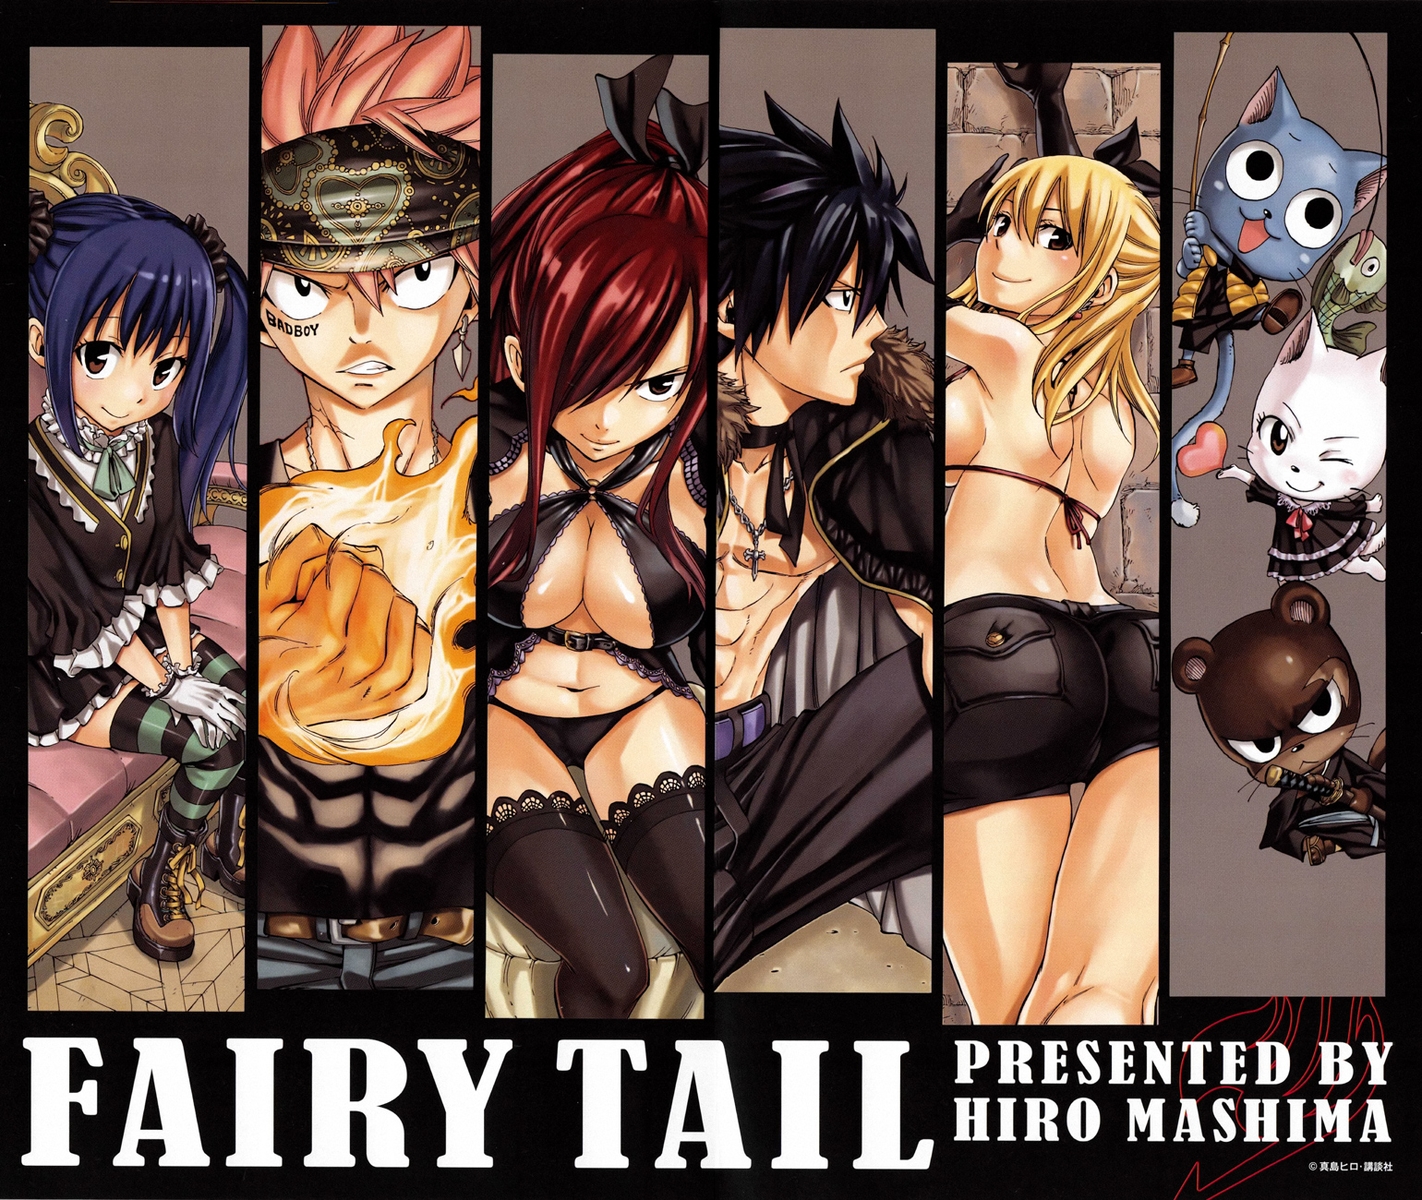 BADBOY
FAIRY TAIL
PRESENTED BY
HIRO MASHIMA
©真島ヒロ・講談社